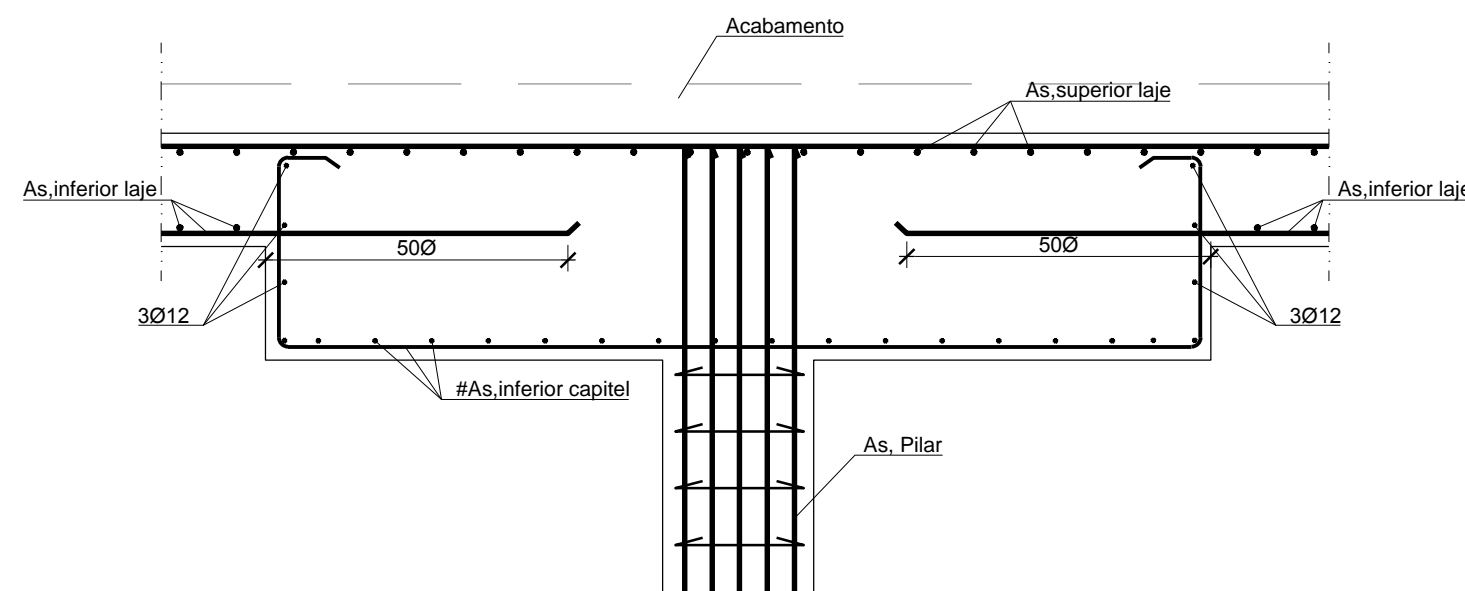 Acabamento
As,superior laje
As,inferior laje
As,inferior laje
50Ø
50Ø
3Ø12
3Ø12
#As,inferior capitel
As, Pilar